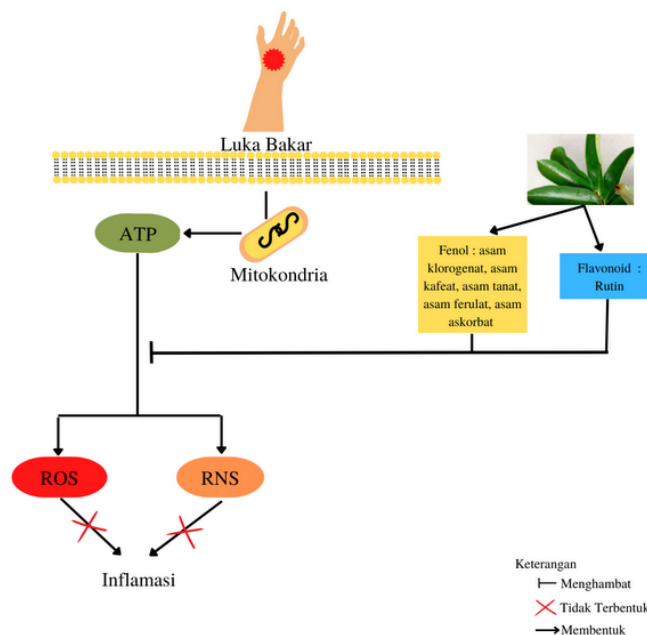 Luka Bakar
ATP
Mitokondria
Fenol : asam
klorogenat, asam
kafeat, asam tanat,
asam ferulat, asam
askorbat
Flavonoid :
Rutin
ROS
RNS
Inflamasi
Keterangan
Menghambat
Tidak Terbentuk
Membentuk